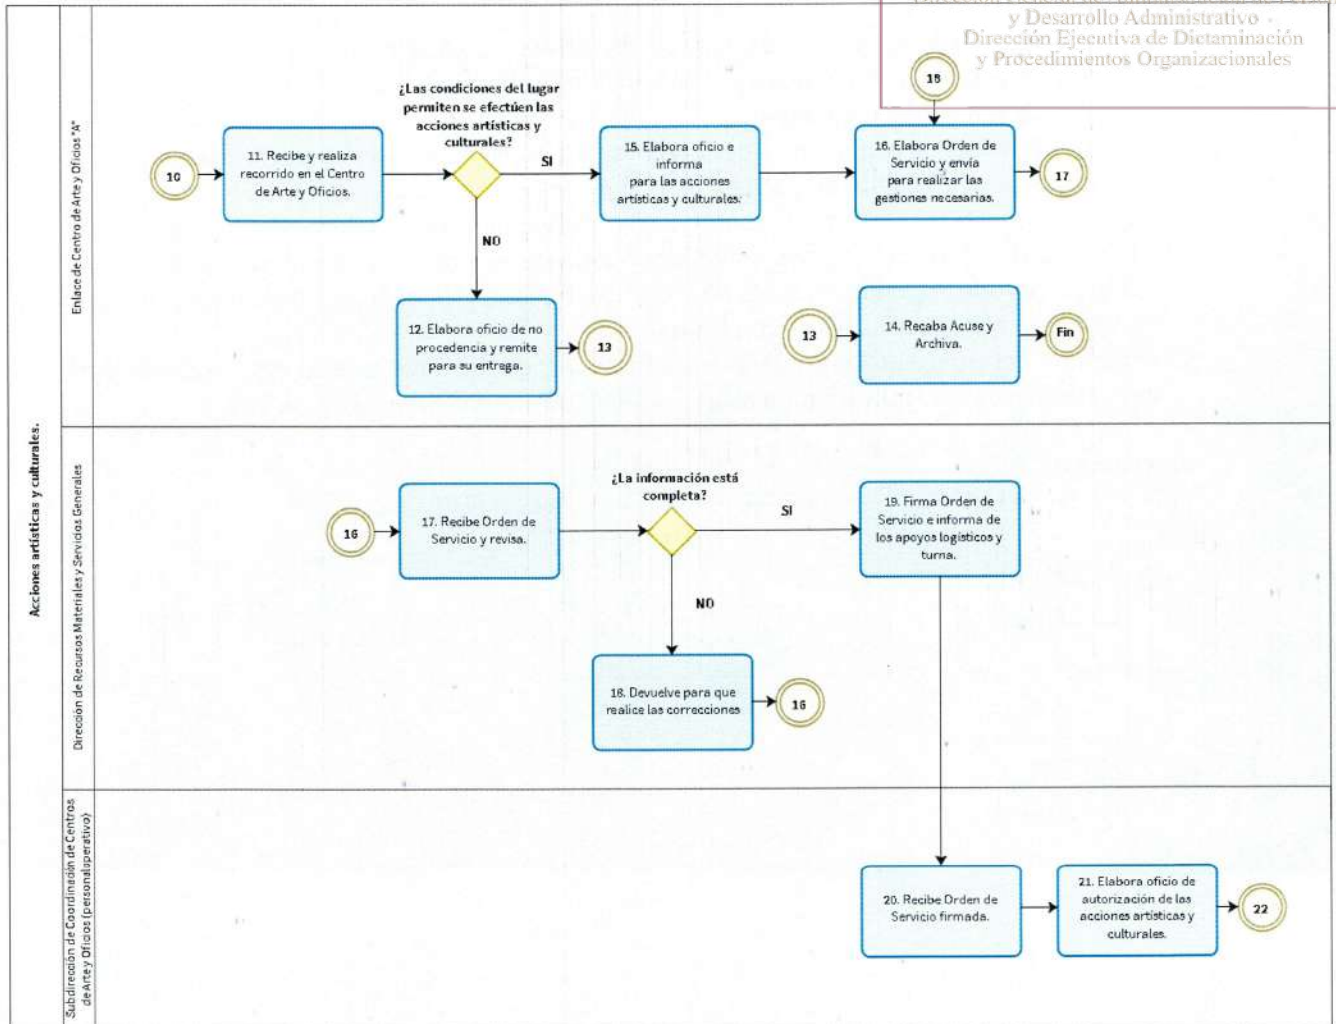 y Desarrollo Administrativo
Dirección Ejecutiva de Dictaminación
y Procedimientos Organizacionales
Acciones artísticas y culturales.
Enlace de Centro de Arte y Oficios "A"
10
11. Recibe y realiza
recorrido en el Centro
de Arte y Oficios.
¿Las condiciones del lugar
permiten se efectúen las
acciones artísticas y
culturales?
SI
NO
15. Elabora oficio e
informa
para las acciones
artísticas y culturales.
18
16. Elabora Orden de
Servicio y envía
para realizar las
gestiones necesarias.
17
12. Elabora oficio de no
procedencia y remite
para su entrega.
13
13
14. Recaba Acuse y
Archiva.
Fin
Dirección de Recursos Materiales y Servicios Generales
16
17. Recibe Orden de
Servicio y revisa.
¿La información está
completa?
SI
NO
19. Firma Orden de
Servicio e informa de
los apoyos logísticos y
turna.
18. Devuelve para que
realice las correcciones
16
Subdirección de Coordinación de Centros
de Arte y Oficios (personal operativo)
20. Recibe Orden de
Servicio firmada.
21. Elabora oficio de
autorización de las
acciones artísticas y
culturales.
22